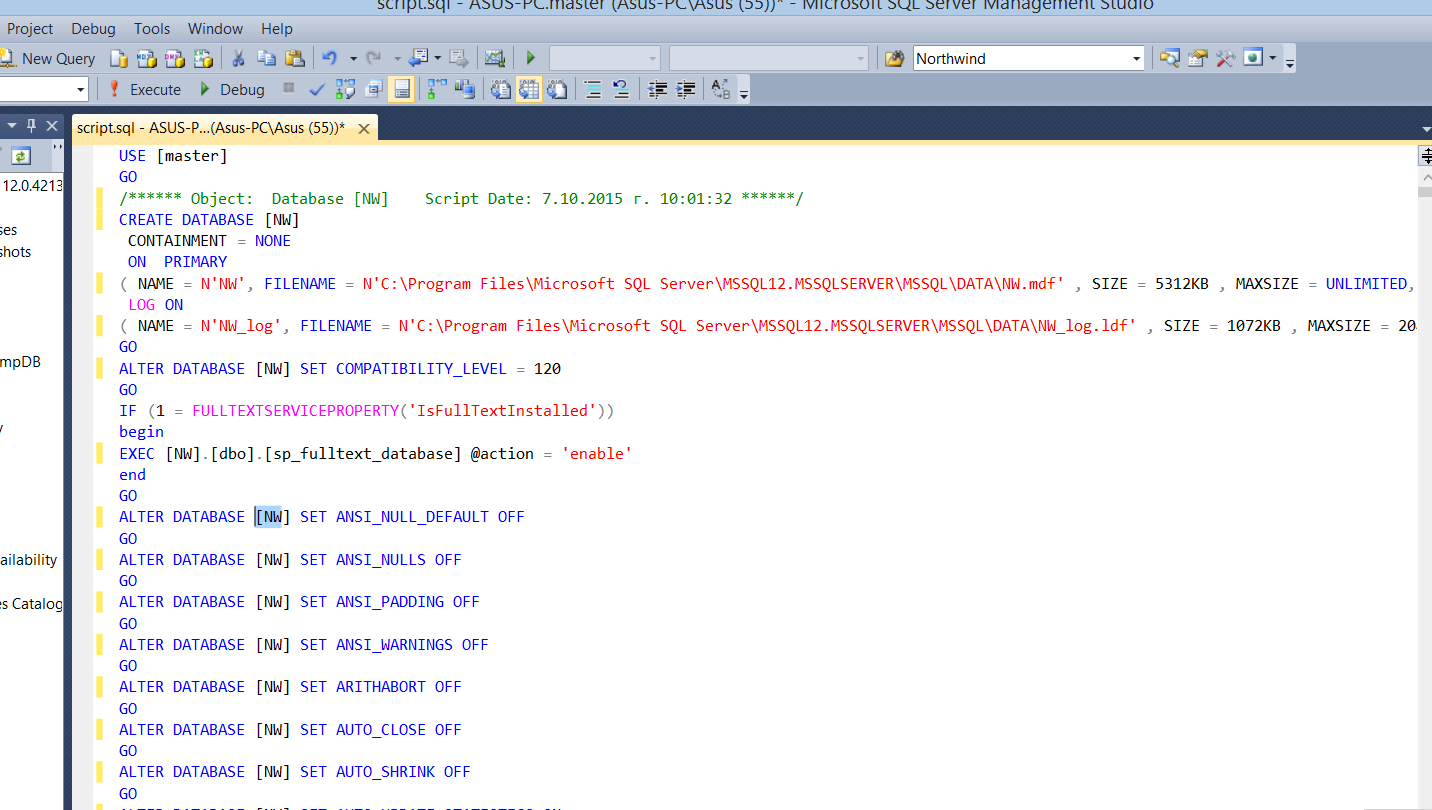 script.sql - ASUS-PC.master (Asus-PC\Asus (55))* - Microsoft SQL Server Management Studio
Project Debug Tools Window Help
New Query Northwind
Execute Debug
script.sql - ASUS-P...(Asus-PC\Asus (55))*
12.0.4213
ses
shots
mpDB
y
ailability
es Catalog
USE [master]
GO
/****** Object:  Database [NW]    Script Date: 7.10.2015 г. 10:01:32 ******/
CREATE DATABASE [NW]
CONTAINMENT = NONE
ON  PRIMARY
( NAME = N'NW', FILENAME = N'C:\Program Files\Microsoft SQL Server\MSSQL12.MSSQLSERVER\MSSQL\DATA\NW.mdf' , SIZE = 5312KB , MAXSIZE = UNLIMITED,
LOG ON
( NAME = N'NW_log', FILENAME = N'C:\Program Files\Microsoft SQL Server\MSSQL12.MSSQLSERVER\MSSQL\DATA\NW_log.ldf' , SIZE = 1072KB , MAXSIZE = 20
GO
ALTER DATABASE [NW] SET COMPATIBILITY_LEVEL = 120
GO
IF (1 = FULLTEXTSERVICEPROPERTY('IsFullTextInstalled'))
begin
EXEC [NW].[dbo].[sp_fulltext_database] @action = 'enable'
end
GO
ALTER DATABASE [NW] SET ANSI_NULL_DEFAULT OFF
GO
ALTER DATABASE [NW] SET ANSI_NULLS OFF
GO
ALTER DATABASE [NW] SET ANSI_PADDING OFF
GO
ALTER DATABASE [NW] SET ANSI_WARNINGS OFF
GO
ALTER DATABASE [NW] SET ARITHABORT OFF
GO
ALTER DATABASE [NW] SET AUTO_CLOSE OFF
GO
ALTER DATABASE [NW] SET AUTO_SHRINK OFF
GO